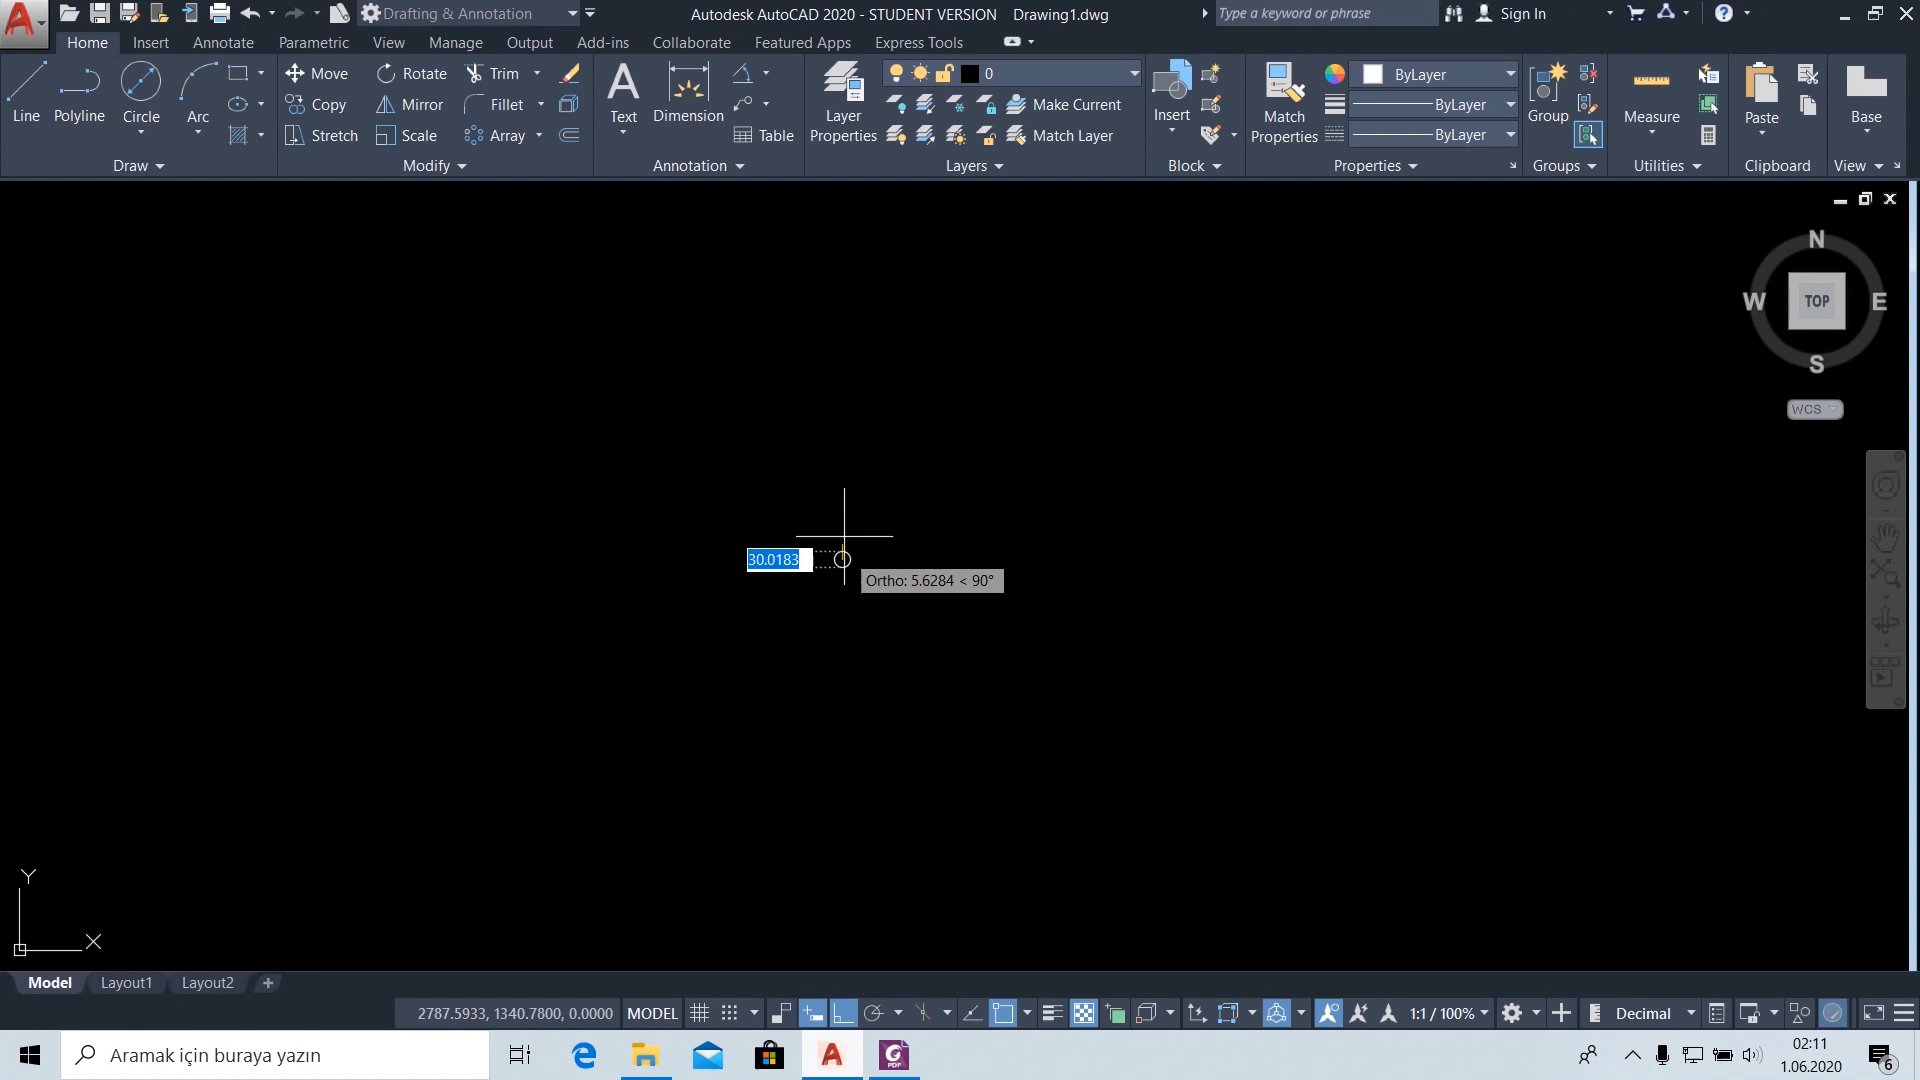 Drafting & Annotation
Autodesk AutoCAD 2020 - STUDENT VERSION Drawing1.dwg
Type a keyword or phrase
Sign In
Home Insert Annotate Parametric View Manage Output Add-ins Collaborate Featured Apps Express Tools
Line
Polyline
Circle
Arc
Draw
Move
Rotate
Trim
Copy
Mirror
Fillet
Stretch
Scale
Array
Modify
Text
Dimension
Table
Annotation
Layer
Properties
0
Make Current
Match Layer
Layers
Insert
Block
Match
Properties
ByLayer
ByLayer
ByLayer
Properties
Group
Groups
Measure
Utilities
Paste
Clipboard
Base
View
N
W
TOP
E
S
WCS
30.0183
Ortho: 5.6284 < 90°
Y
X
Model Layout1 Layout2
2787.5933, 1340.7800, 0.0000 MODEL 1:1 / 100% Decimal
Aramak için buraya yazın
PDF
02:11
1.06.2020
6